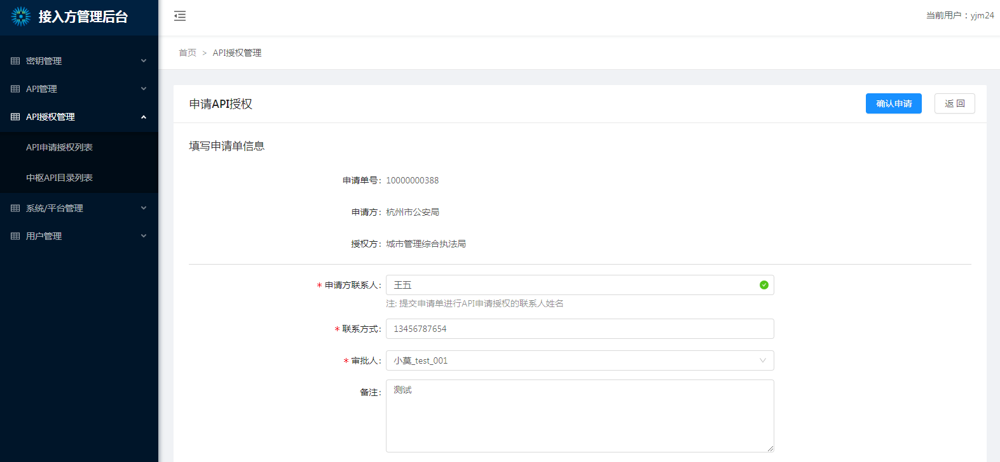 接入方管理后台
当前用户：yjm24
密钥管理
API管理
API授权管理
API申请授权列表
中枢API目录列表
系统/平台管理
用户管理
首页 > API授权管理
申请API授权
确认申请
返 回
填写申请单信息
申请单号: 10000000388
申请方: 杭州市公安局
授权方: 城市管理综合执法局
* 申请方联系人: 王五
注: 提交申请单进行API申请授权的联系人姓名
* 联系方式: 13456787654
* 审批人: 小莫_test_001
备注: 测试